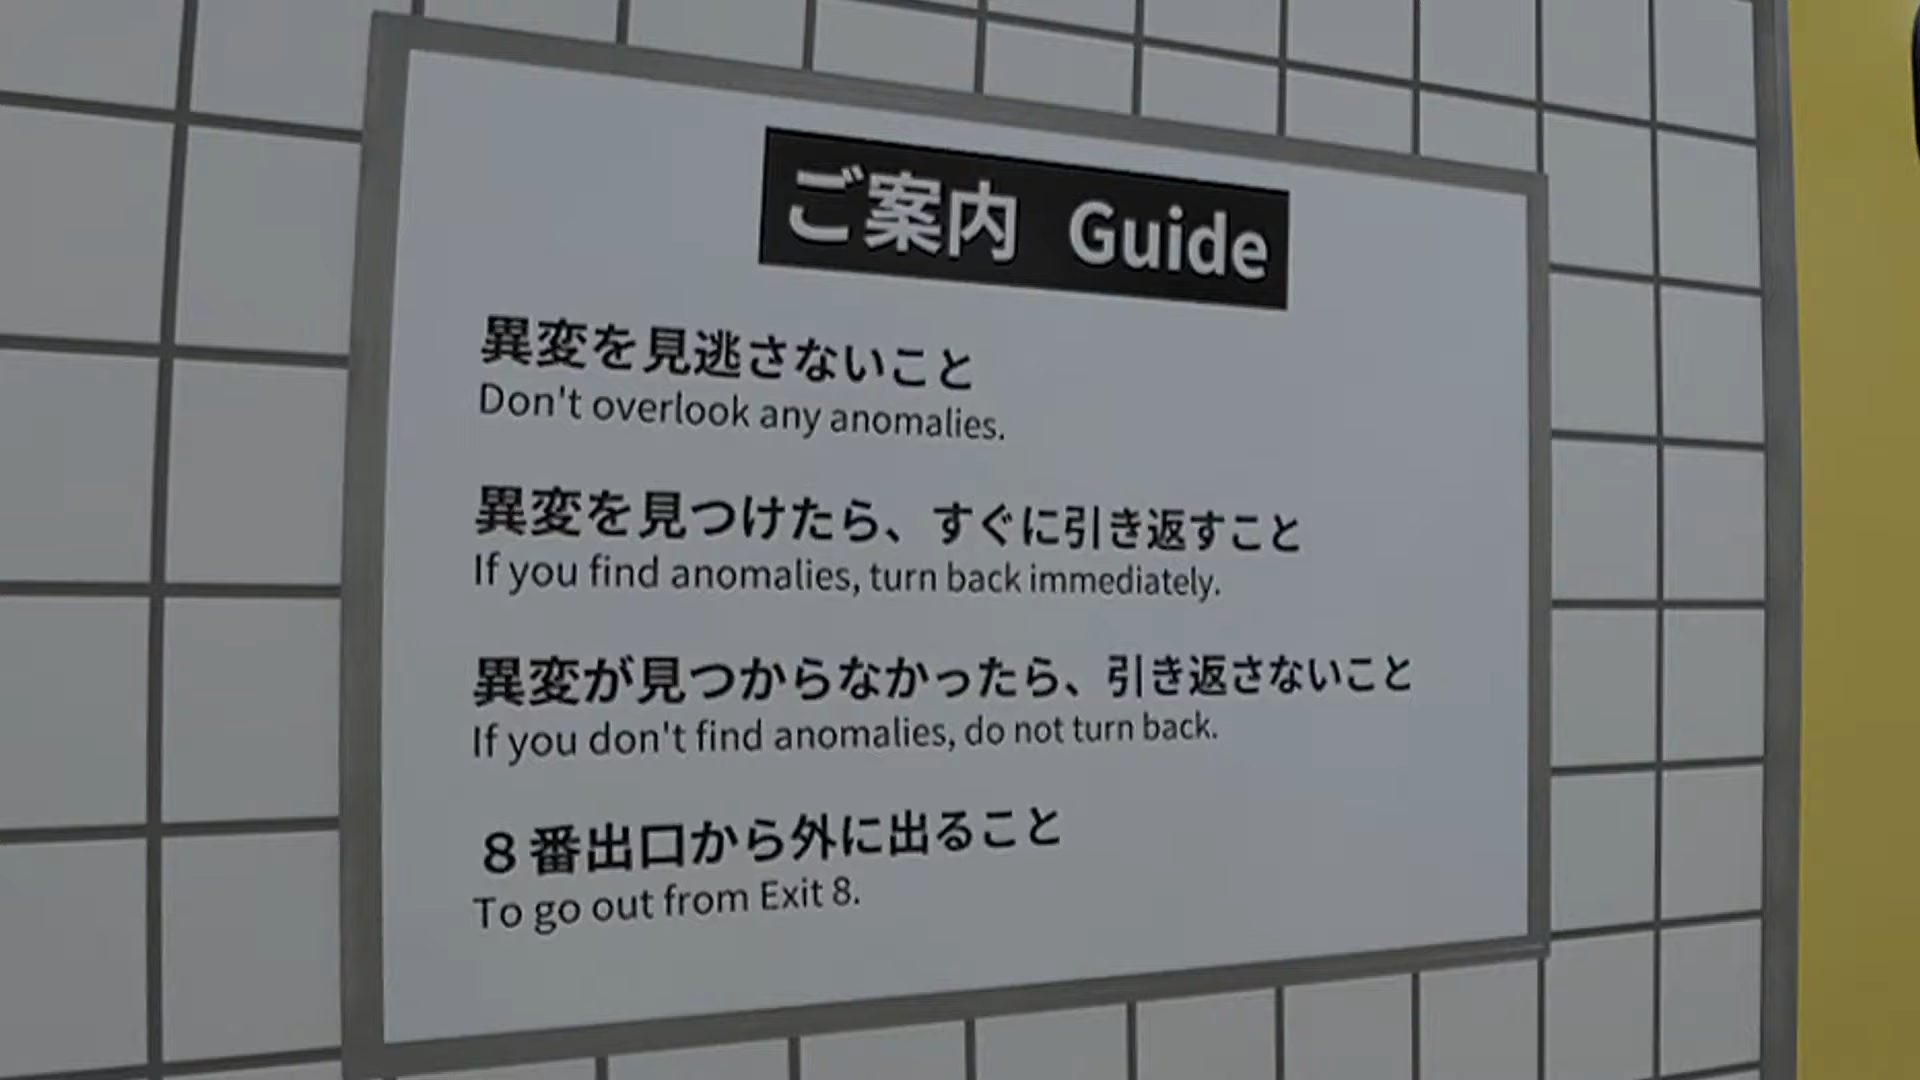 ご案内 Guide
異変を見逃さないこと
Don't overlook any anomalies.
異変を見つけたら、すぐに引き返すこと
If you find anomalies, turn back immediately.
異変が見つからなかったら、引き返さないこと
If you don't find anomalies, do not turn back.
８番出口から外に出ること
To go out from Exit 8.